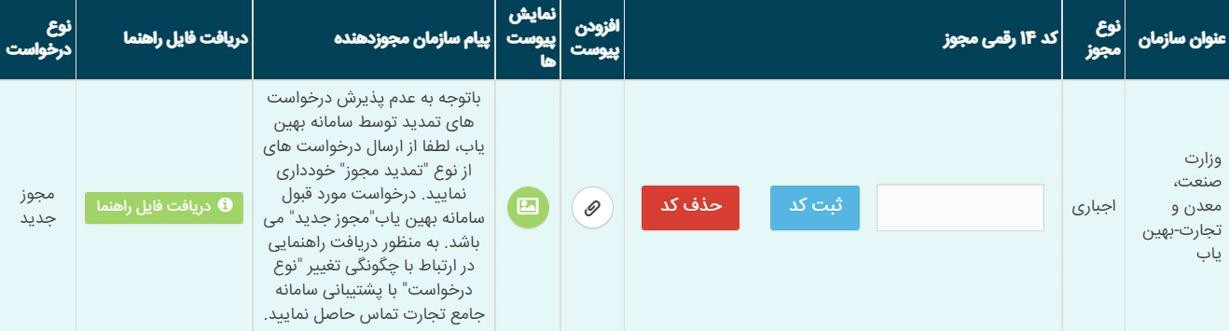 عنوان سازمان
نوع
مجوز
کد ۱۴ رقمی مجوز
افزودن
پیوست
نمایش
پیوست
ها
پیام سازمان مجوزدهنده
دریافت فایل راهنما
نوع
درخواست
وزارت
صنعت،
معدن و
تجارت-بهین
یاب
اجباری
ثبت کد
حذف کد
باتوجه به عدم پذیرش درخواست
های تمدید توسط سامانه بهین
یاب، لطفا از ارسال درخواست های
از نوع "تمدید مجوز" خودداری
نمایید. درخواست مورد قبول
سامانه بهین یاب"مجوز جدید" می
باشد. به منظور دریافت راهنمایی
در ارتباط با چگونگی تغییر "نوع
درخواست" با پشتیبانی سامانه
جامع تجارت تماس حاصل نمایید.
دریافت فایل راهنما
مجوز
جدید